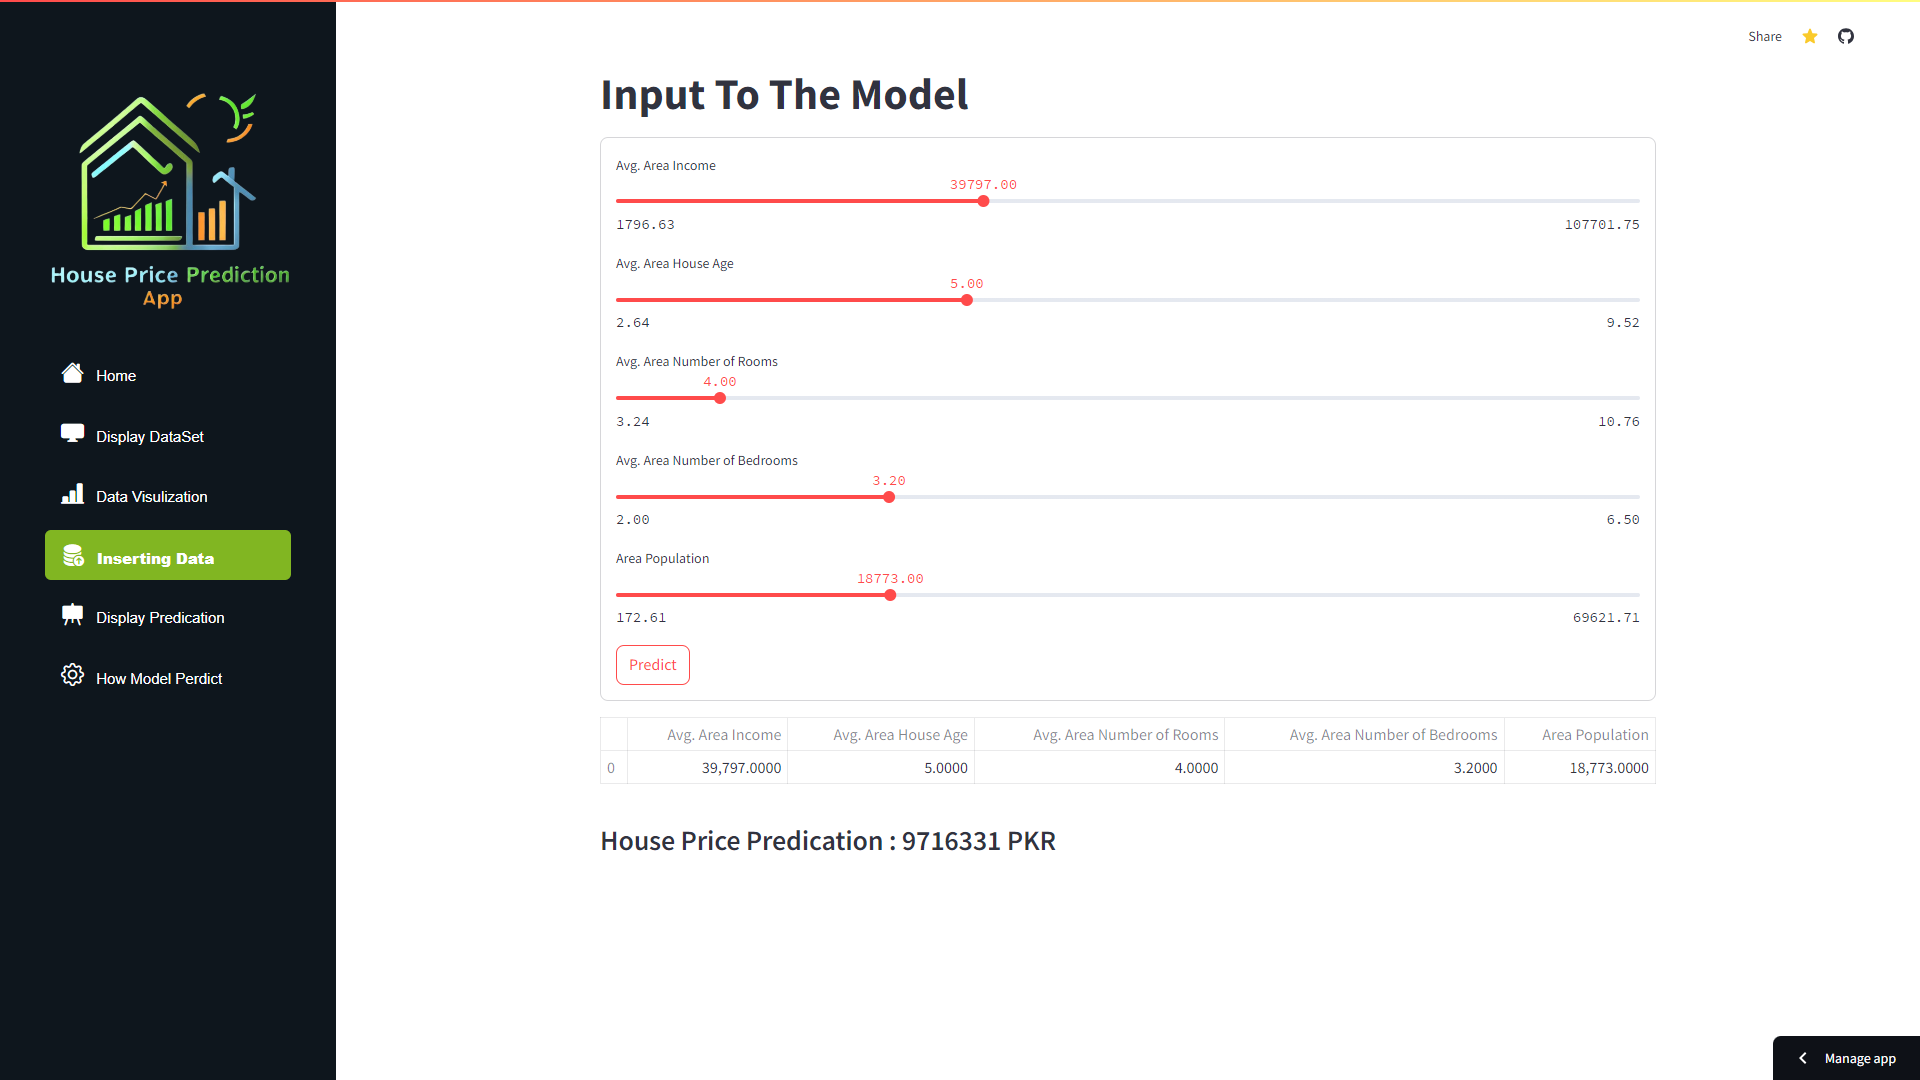 House Price Prediction
App
Home
Display DataSet
Data Visulization
Inserting Data
Display Predication
How Model Perdict
Share
Input To The Model
Avg. Area Income
39797.00
1796.63 107701.75
Avg. Area House Age
5.00
2.64 9.52
Avg. Area Number of Rooms
4.00
3.24 10.76
Avg. Area Number of Bedrooms
3.20
2.00 6.50
Area Population
18773.00
172.61 69621.71
Predict
Avg. Area Income Avg. Area House Age Avg. Area Number of Rooms Avg. Area Number of Bedrooms Area Population
0 39,797.0000 5.0000 4.0000 3.2000 18,773.0000
House Price Predication : 9716331 PKR
Manage app